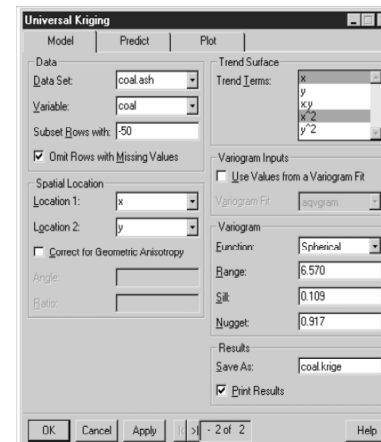 Universal Kriging
Model Predict Plot
Data
Data Set: coal.ash
Variable: coal
Subset Rows with: -50
Omit Rows with Missing Values
Spatial Location
Location 1: x
Location 2: y
Correct for Geometric Anisotropy
Angle:
Ratio:
Trend Surface
Trend Terms: x
y
x:y
x^2
y^2
Variogram Inputs
Use Values from a Variogram Fit
Variogram Fit: aqvgram
Variogram
Function: Spherical
Range: 6.570
Sill: 0.109
Nugget: 0.917
Results
Save As: coal.krige
Print Results
OK Cancel Apply - 2 of 2 Help